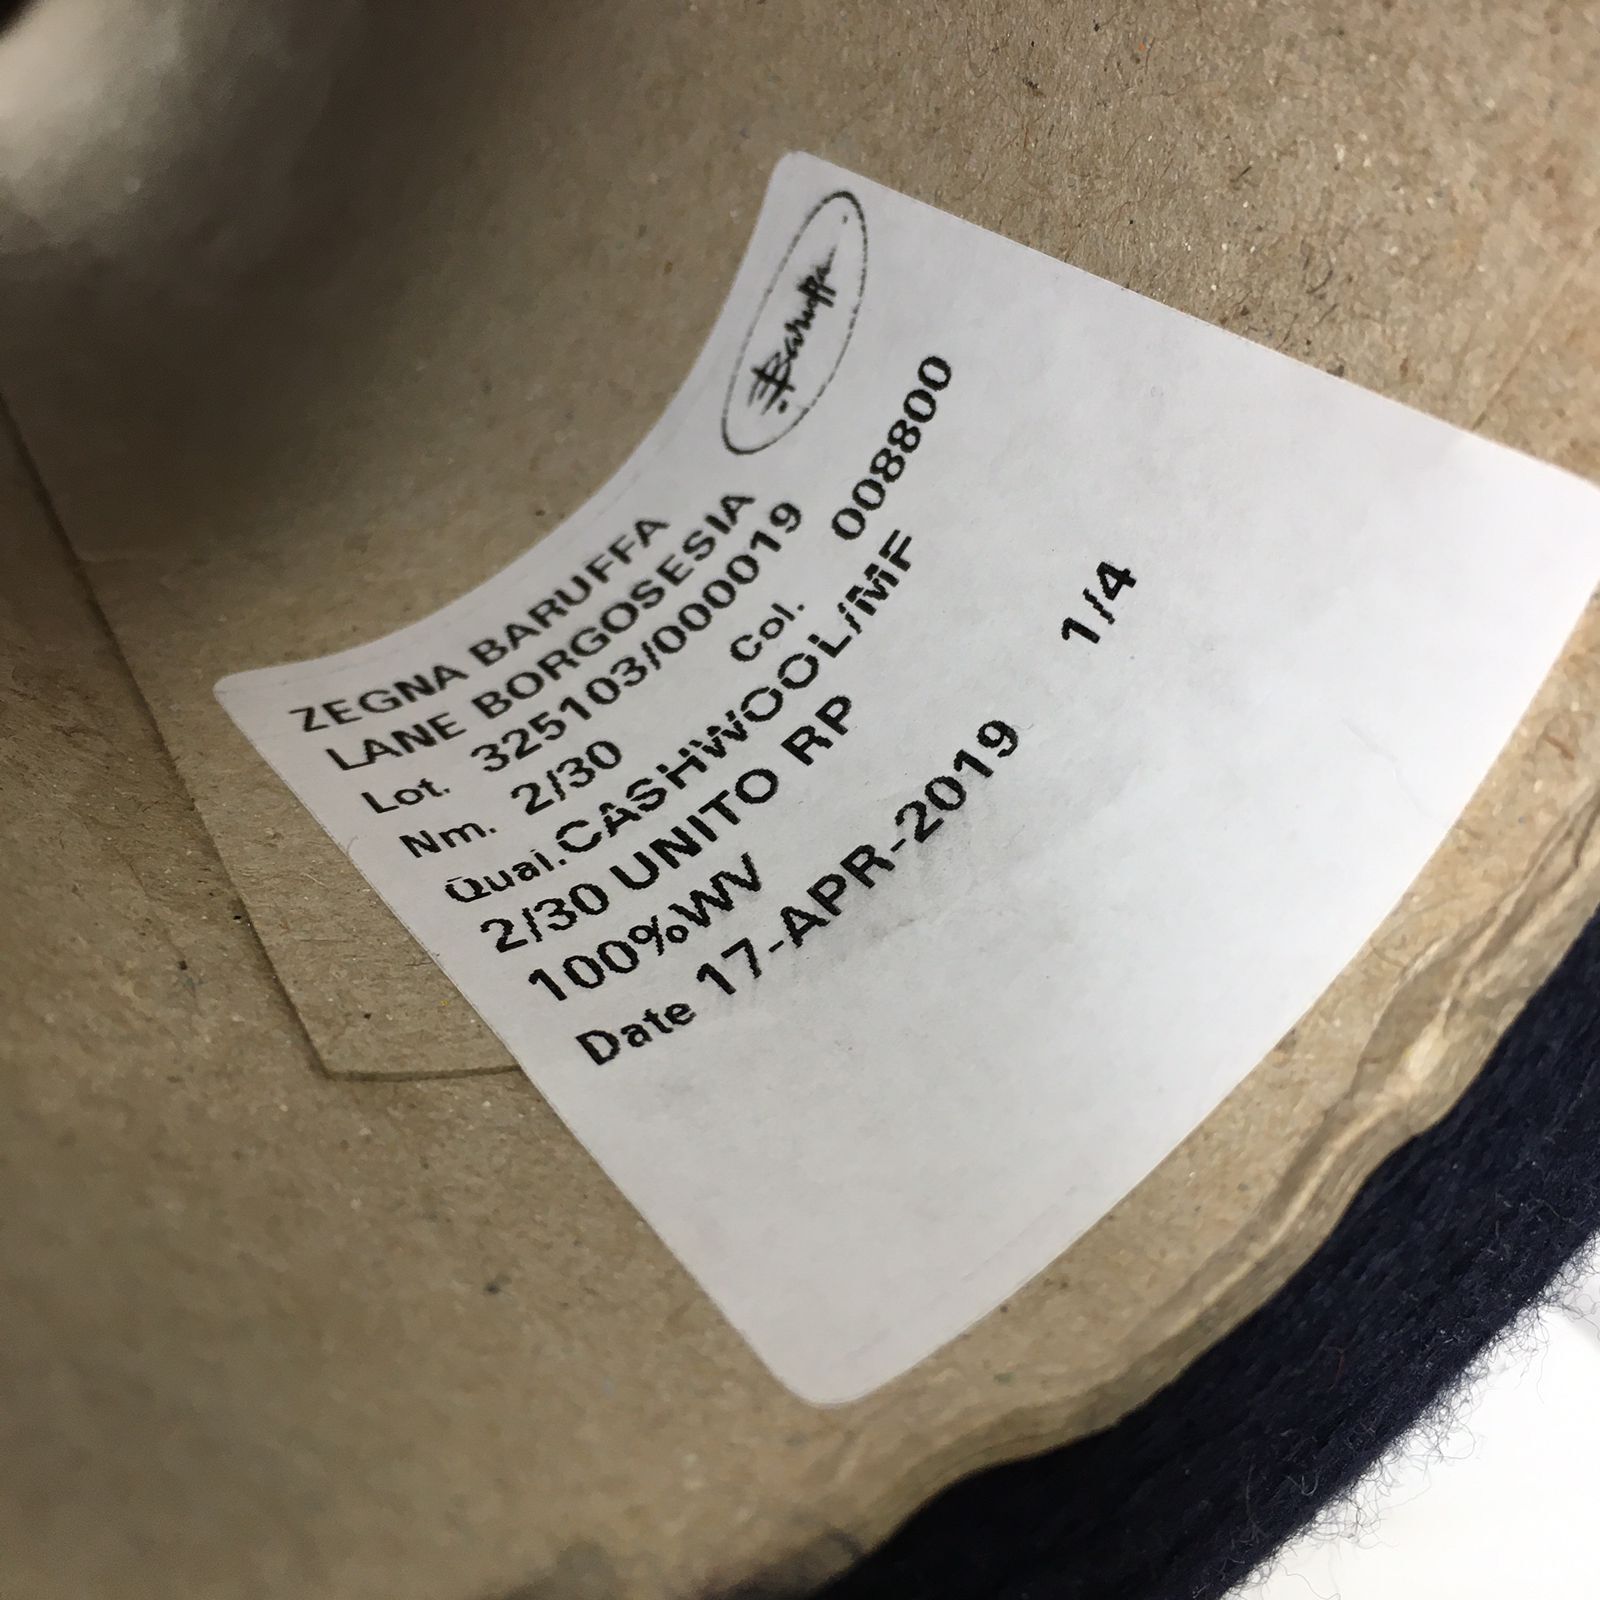 Baruffa
ZEGNA BARUFFA
LANE BORGOSESIA
Lot. 325103/000019
Nm. 2/30 Col. 008800
Qual. CASHWOOL/MF
2/30 UNITO RP
100%WV
Date 17-APR-2019 1/4